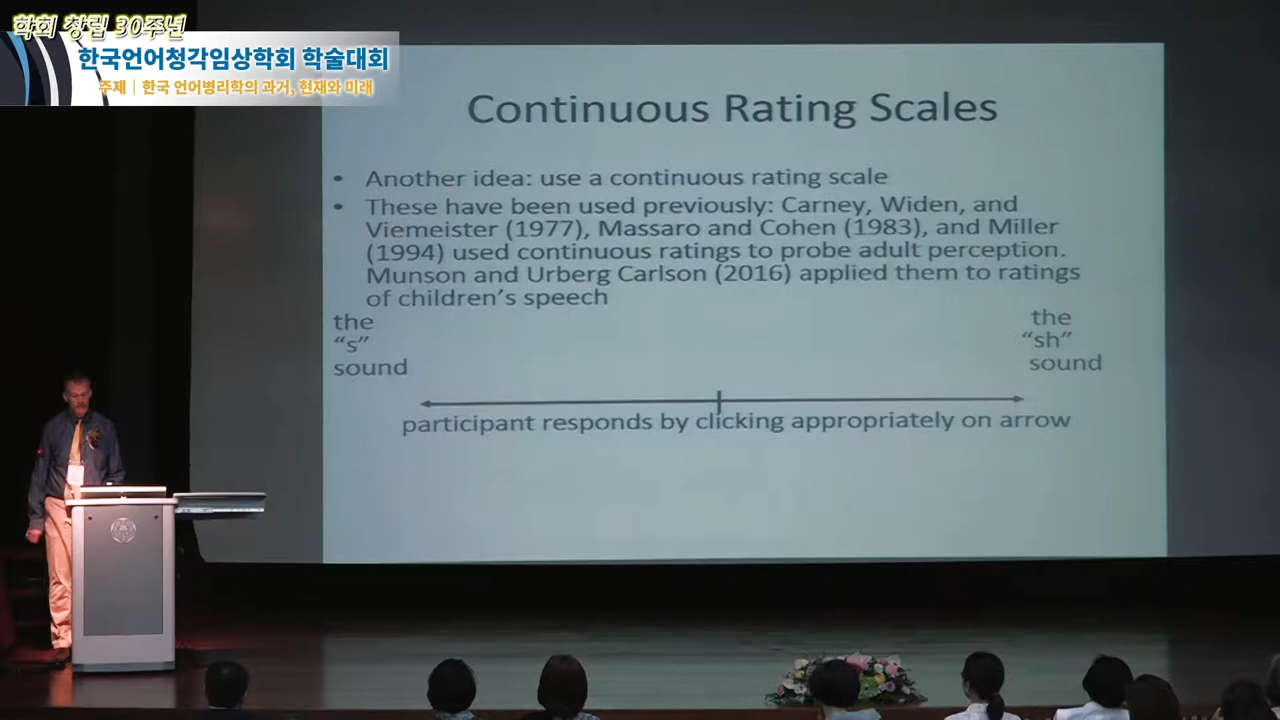 학회 창립 30주년
한국언어청각임상학회 학술대회
주제 | 한국 언어병리학의 과거, 현재와 미래
Continuous Rating Scales
• Another idea: use a continuous rating scale
• These have been used previously: Carney, Widen, and
Viemeister (1977), Massaro and Cohen (1983), and Miller
(1994) used continuous ratings to probe adult perception.
Munson and Urberg Carlson (2016) applied them to ratings
of children's speech
the
"s"
sound
the
"sh"
sound
participant responds by clicking appropriately on arrow